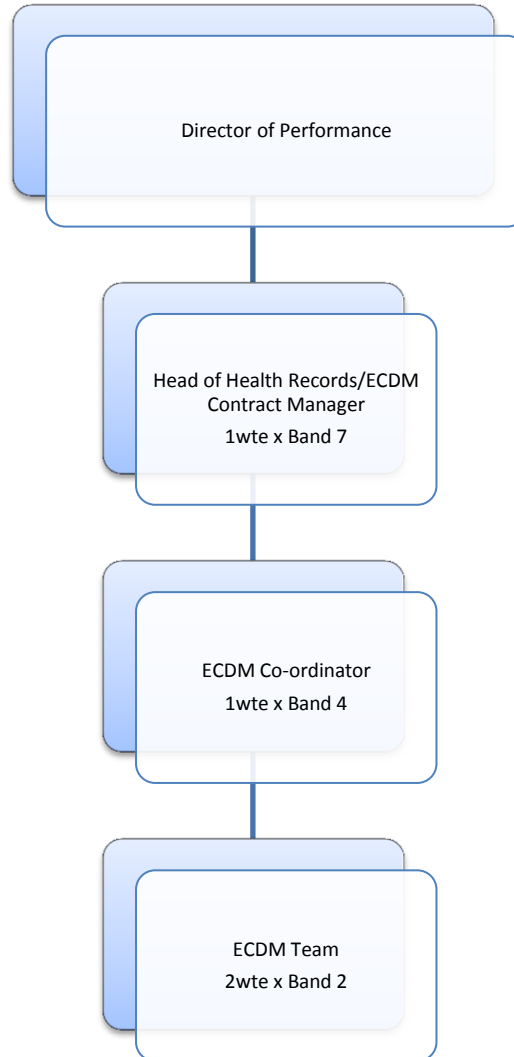 Director of Performance
Head of Health Records/ECDM
Contract Manager
1wte x Band 7
ECDM Co-ordinator
1wte x Band 4
ECDM Team
2wte x Band 2